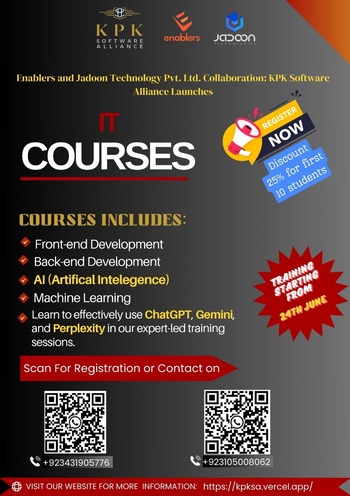 KPK
SOFTWARE
ALLIANCE
enablers
JADOON
Enablers and Jadoon Technology Pvt. Ltd. Collaboration: KPK Software
Alliance Launches
IT
COURSES
REGISTER
NOW
Discount
25% for first
10 students
COURSES INCLUDES:
Front-end Development
Back-end Development
AI (Artifical Intelegence)
Machine Learning
Learn to effectively use ChatGPT, Gemini,
and Perplexity in our expert-led training
sessions.
TRAINING
STARTING
FROM
24TH JUNE
Scan For Registration or Contact on
+923431905776
+923105008062
VISIT OUR WEBSITE FOR MORE INFORMATION: https://kpksa.vercel.app/